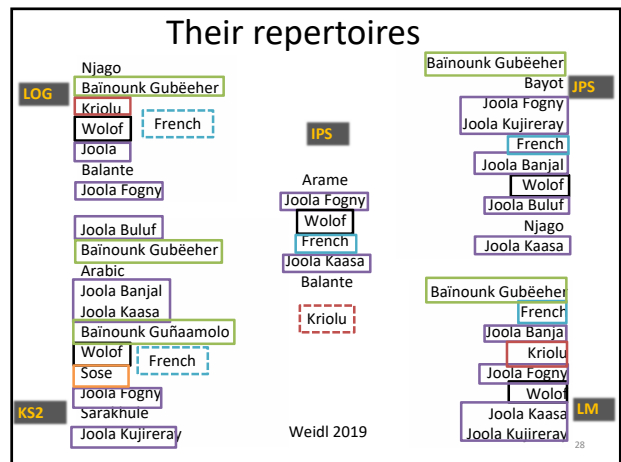 Their repertoires
LOG
Njago
Baïnounk Gubëeher
Kriolu
Wolof
French
Joola
Balante
Joola Fogny
Joola Buluf
Baïnounk Gubëeher
Arabic
Joola Banjal
Joola Kaasa
Baïnounk Guñaamolo
Wolof
French
Sose
Joola Fogny
Sarakhule
Joola Kujireray
KS2
IPS
Arame
Joola Fogny
Wolof
French
Joola Kaasa
Balante
Kriolu
Weidl 2019
JPS
Baïnounk Gubëeher
Bayot
Joola Fogny
Joola Kujireray
French
Joola Banjal
Wolof
Joola Buluf
Njago
Joola Kaasa
Baïnounk Gubëeher
French
Joola Banja
Kriolu
Joola Fogny
Wolof
Joola Kaasa
Joola Kujireray
LM
28